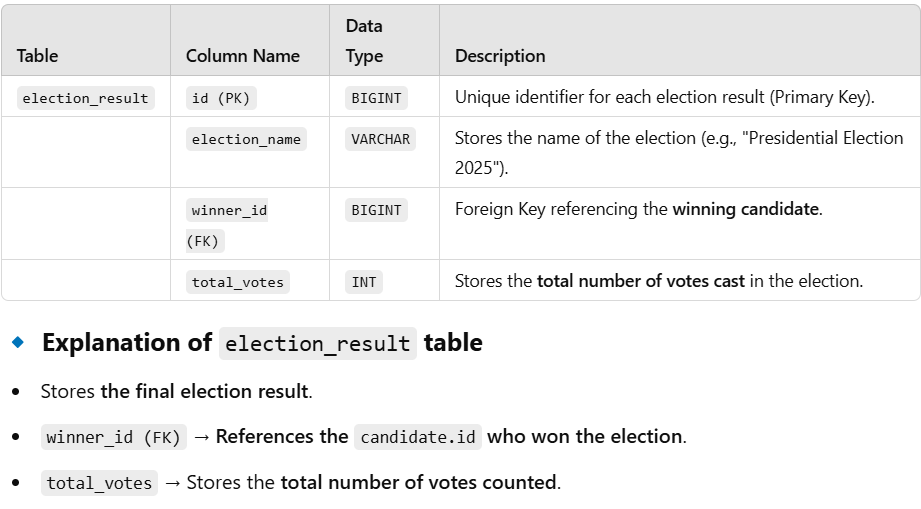 Table Column Name Data Type Description
election_result id (PK) BIGINT Unique identifier for each election result (Primary Key).
election_name VARCHAR Stores the name of the election (e.g., "Presidential Election 2025").
winner_id (FK) BIGINT Foreign Key referencing the winning candidate.
total_votes INT Stores the total number of votes cast in the election.
Explanation of election_result table
Stores the final election result.
winner_id (FK) → References the candidate.id who won the election.
total_votes → Stores the total number of votes counted.